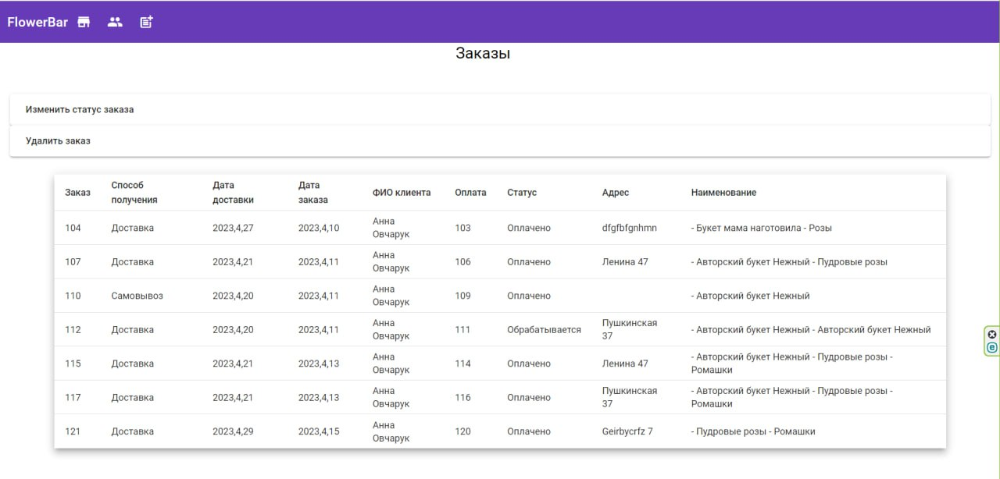 FlowerBar
Заказы
Изменить статус заказа
Удалить заказ
Заказ Способ получения Дата доставки Дата заказа ФИО клиента Оплата Статус Адрес Наименование
104 Доставка 2023,4,27 2023,4,10 Анна Овчарук 103 Оплачено dfgfbfgnhmn - Букет мама наготовила - Розы
107 Доставка 2023,4,21 2023,4,11 Анна Овчарук 106 Оплачено Ленина 47 - Авторский букет Нежный - Пудровые розы
110 Самовывоз 2023,4,20 2023,4,11 Анна Овчарук 109 Оплачено - Авторский букет Нежный
112 Доставка 2023,4,20 2023,4,11 Анна Овчарук 111 Обрабатывается Пушкинская 37 - Авторский букет Нежный - Авторский букет Нежный
115 Доставка 2023,4,21 2023,4,13 Анна Овчарук 114 Оплачено Ленина 47 - Авторский букет Нежный - Пудровые розы - Ромашки
117 Доставка 2023,4,21 2023,4,13 Анна Овчарук 116 Оплачено Пушкинская 37 - Авторский букет Нежный - Пудровые розы - Ромашки
121 Доставка 2023,4,29 2023,4,15 Анна Овчарук 120 Оплачено Geirbycrfz 7 - Пудровые розы - Ромашки